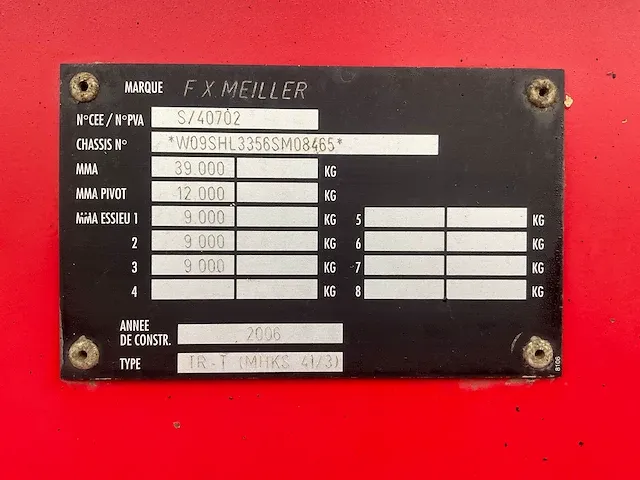 MARQUE F.X.MEILLER
N°CEE / N°PVA S/40702
CHASSIS N° *W09SHL3356SM08465*
MMA 39.000 KG
MMA PIVOT 12.000 KG
MMA ESSIEU 1 9.000 KG 5 KG
2 9.000 KG 6 KG
3 9.000 KG 7 KG
4 KG 8 KG
ANNEE
DE CONSTR. 2006
TYPE TR-T (MHKS 41/3)
8106